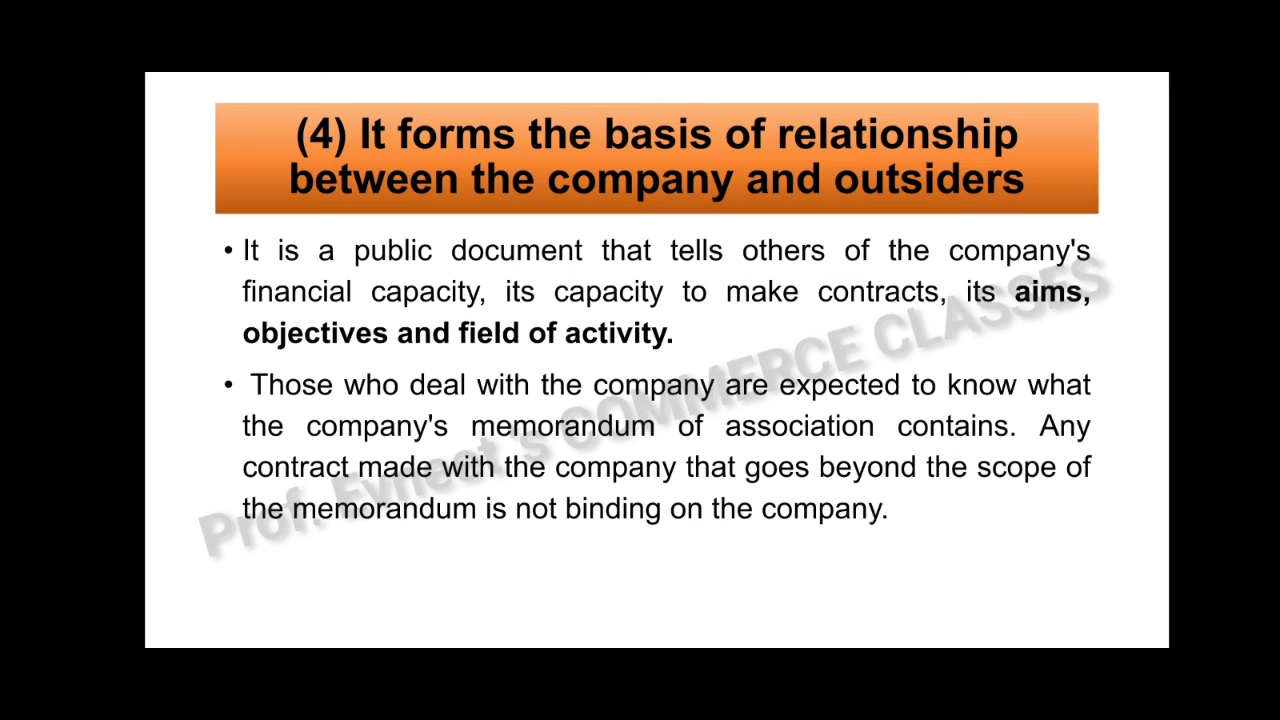 (4) It forms the basis of relationship
between the company and outsiders
• It is a public document that tells others of the company's
financial capacity, its capacity to make contracts, its aims,
objectives and field of activity.
• Those who deal with the company are expected to know what
the company's memorandum of association contains. Any
contract made with the company that goes beyond the scope of
the memorandum is not binding on the company.
Prof. Evneet 's COMMERCE CLASSES